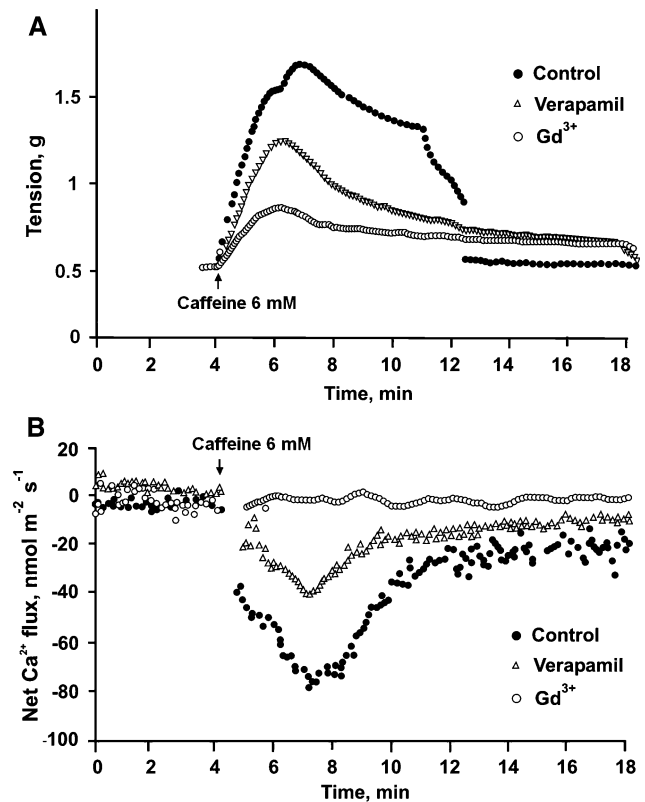 A
Tension, g
1.5
1
0.5
0
Control
Verapamil
Gd³⁺
Caffeine 6 mM
0 2 4 6 8 10 12 14 16 18
Time, min
B
Caffeine 6 mM
Net Ca²⁺ flux, nmol m⁻² s⁻¹
20
0
-20
-40
-60
-80
-100
Control
Verapamil
Gd³⁺
0 2 4 6 8 10 12 14 16 18
Time, min